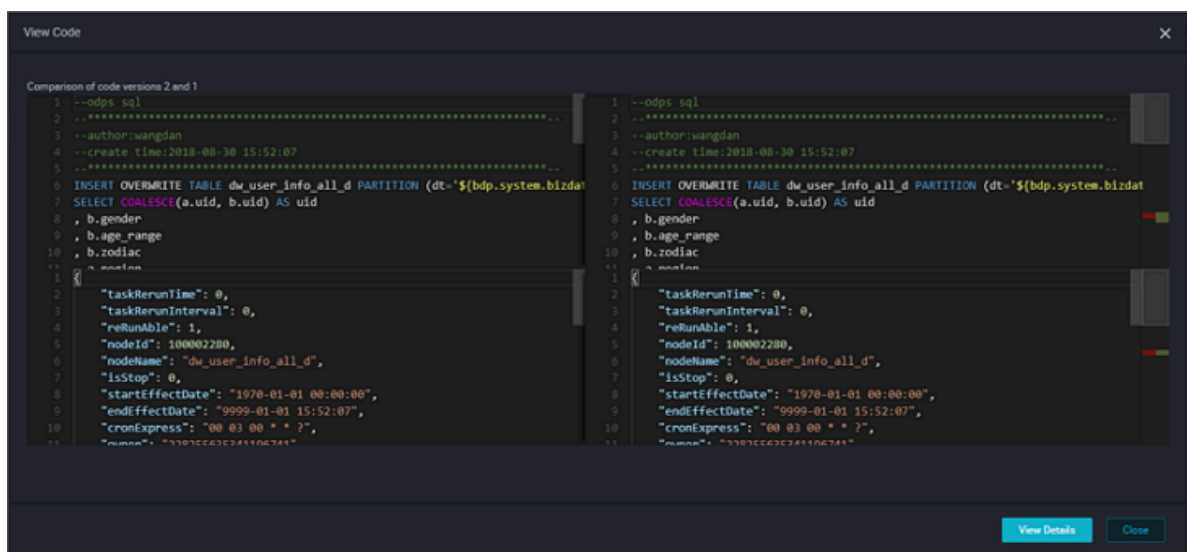 View Code
Comparison of code versions 2 and 1
1 --odps sql
2 --************************************************************--
3 --author:wangdan
4 --create time:2018-08-30 15:52:07
5 --************************************************************--
6 INSERT OVERWRITE TABLE dw_user_info_all_d PARTITION (dt='${bdp.system.bizdat
7 SELECT COALESCE(a.uid, b.uid) AS uid
8 , b.gender
9 , b.age_range
10 , b.zodiac
11 , a.region
1 {
2 "taskRerunTime": 0,
3 "taskRerunInterval": 0,
4 "reRunAble": 1,
5 "nodeId": 100002280,
6 "nodeName": "dw_user_info_all_d",
7 "isStop": 0,
8 "startEffectDate": "1970-01-01 00:00:00",
9 "endEffectDate": "9999-01-01 15:52:07",
10 "cronExpress": "00 03 00 * * ?",
11 "owner":
1 --odps sql
2 --************************************************************--
3 --author:wangdan
4 --create time:2018-08-30 15:52:07
5 --************************************************************--
6 INSERT OVERWRITE TABLE dw_user_info_all_d PARTITION (dt='${bdp.system.bizdat
7 SELECT COALESCE(a.uid, b.uid) AS uid
8 , b.gender
9 , b.age_range
10 , b.zodiac
11 , a.region
1 {
2 "taskRerunTime": 0,
3 "taskRerunInterval": 0,
4 "reRunAble": 1,
5 "nodeId": 100002280,
6 "nodeName": "dw_user_info_all_d",
7 "isStop": 0,
8 "startEffectDate": "1970-01-01 00:00:00",
9 "endEffectDate": "9999-01-01 15:52:07",
10 "cronExpress": "00 03 00 * * ?",
11 "owner":
View Details
Close